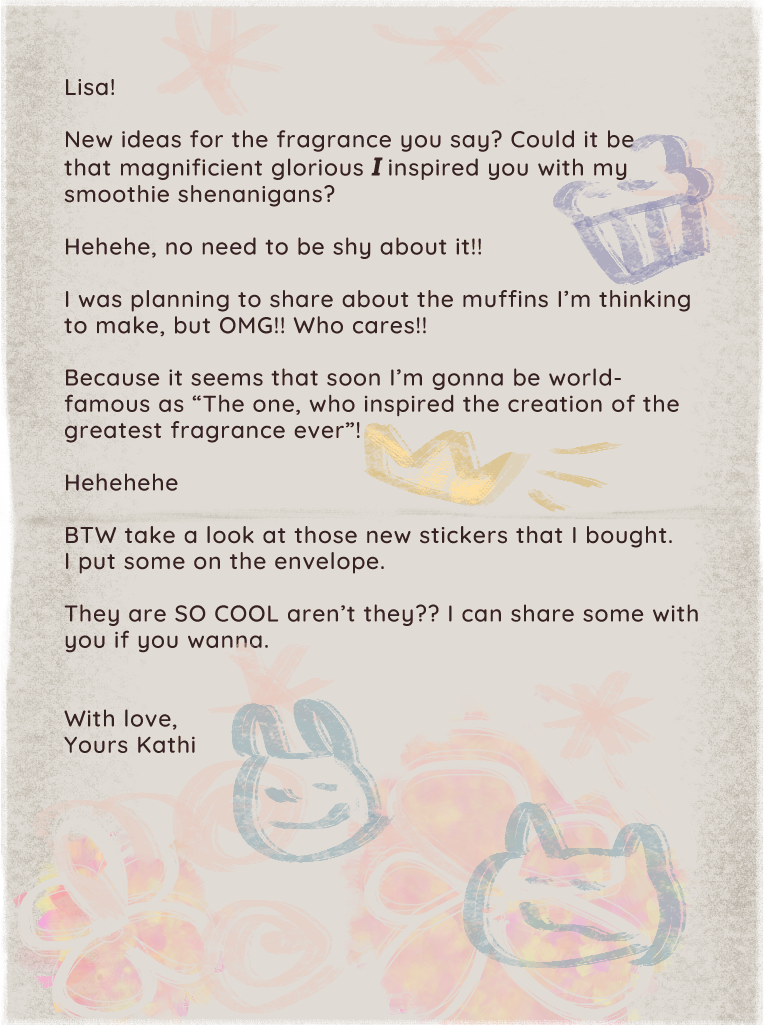 Lisa!
New ideas for the fragrance you say? Could it be
that magnificient glorious I inspired you with my
smoothie shenanigans?
Hehehe, no need to be shy about it!!
I was planning to share about the muffins I’m thinking
to make, but OMG!! Who cares!!
Because it seems that soon I’m gonna be world-
famous as “The one, who inspired the creation of the
greatest fragrance ever”!
Hehehehe
BTW take a look at those new stickers that I bought.
I put some on the envelope.
They are SO COOL aren’t they?? I can share some with
you if you wanna.
With love,
Yours Kathi